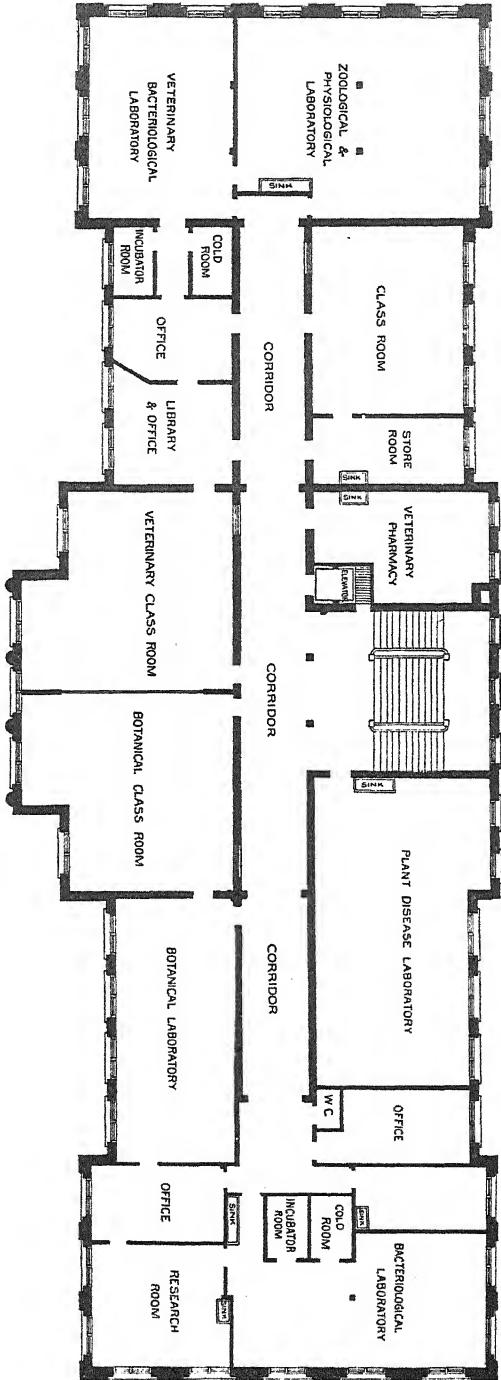 ZOOLOGICAL &
PHYSIOLOGICAL
LABORATORY
SINK
VETERINARY
BACTERIOLOGICAL
LABORATORY
COLD
ROOM
INCUBATOR
ROOM
CLASS ROOM
CORRIDOR
OFFICE
LIBRARY
& OFFICE
STORE
ROOM
SINK
SINK
VETERINARY
PHARMACY
ELEVATOR
VETERINARY CLASS ROOM
CORRIDOR
BOTANICAL CLASS ROOM
SINK
PLANT DISEASE LABORATORY
CORRIDOR
BOTANICAL LABORATORY
W C
OFFICE
OFFICE
SINK
INCUBATOR
ROOM
COLD
ROOM
SINK
BACTERIOLOGICAL
LABORATORY
RESEARCH
ROOM
SINK